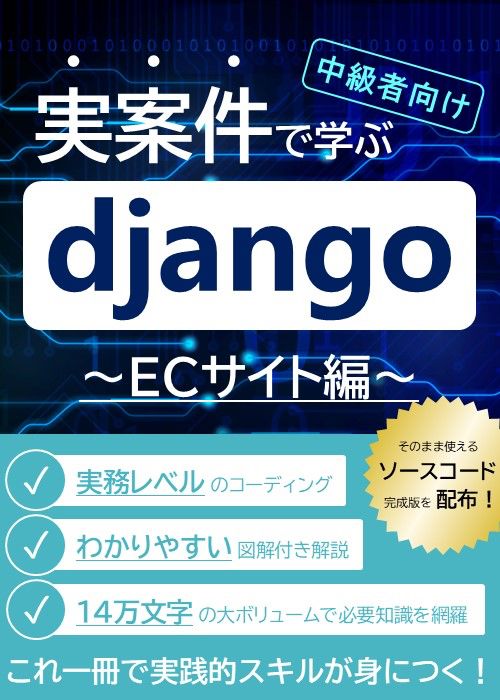 中級者向け
実案件で学ぶ
django
～ECサイト編～
そのまま使える
ソースコード
完成版を 配布！
実務レベル のコーディング
わかりやすい 図解付き解説
14万文字 の大ボリュームで必要知識を網羅
これ一冊で実践的スキルが身につく！